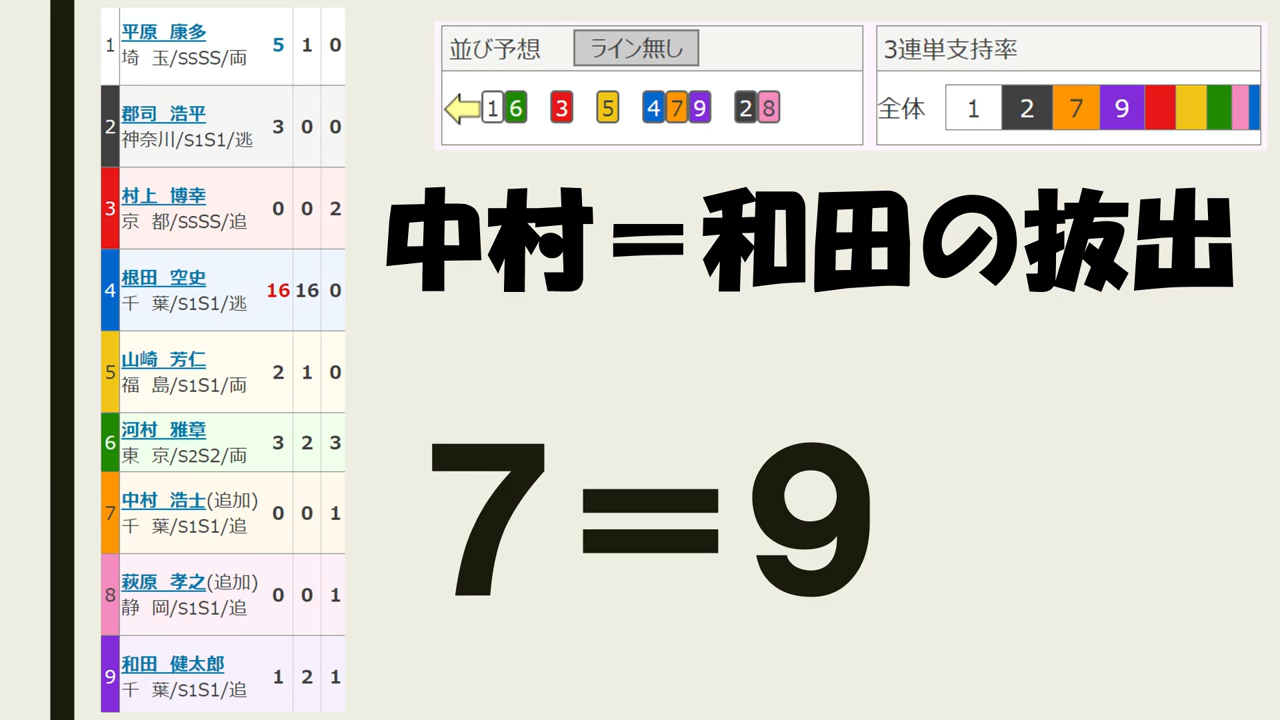 1 平原 康多 5 1 0
埼 玉/SSSS/両
2 郡司 浩平 3 0 0
神奈川/S1S1/逃
3 村上 博幸 0 0 2
京 都/SSSS/追
4 根田 空史 16 16 0
千 葉/S1S1/逃
5 山崎 芳仁 2 1 0
福 島/S1S1/両
6 河村 雅章 3 2 3
東 京/S2S2/両
7 中村 浩士(追加) 0 0 1
千 葉/S1S1/追
8 萩原 孝之(追加) 0 0 1
静 岡/S1S1/追
9 和田 健太郎 1 2 1
千 葉/S1S1/追
並び予想 ライン無し
1 6 3 5 4 7 9 2 8
3連単支持率
全体 1 2 7 9
中村=和田の抜出
7=9